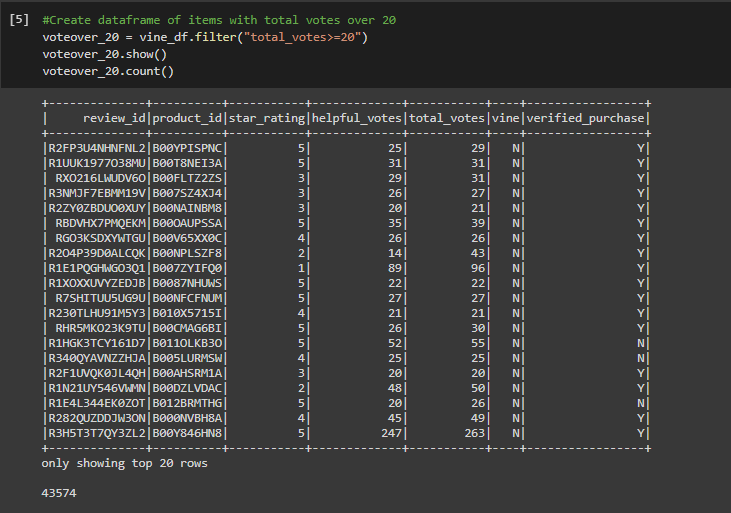 [5] #Create dataframe of items with total votes over 20
voteover_20 = vine_df.filter("total_votes>=20")
voteover_20.show()
voteover_20.count()
+--------------+----------+-----------+-------------+-----------+----+-----------------+
|     review_id|product_id|star_rating|helpful_votes|total_votes|vine|verified_purchase|
+--------------+----------+-----------+-------------+-----------+----+-----------------+
|R2FP3U4NHNFNL2|B00YPISPNC|          5|           25|         29|   N|                Y|
|R1UUK1977O38MU|B00T8NEI3A|          5|           31|         31|   N|                Y|
| RXO216LWUDV6O|B00FLTZ2ZS|          3|           29|         31|   N|                Y|
|R3NMJF7EBMM19V|B007SZ4XJ4|          3|           26|         27|   N|                Y|
|R2ZY0ZBDUO0XUY|B00NAINBM8|          3|           20|         21|   N|                Y|
| RBDVHX7PMQEKM|B00OAUPSSA|          5|           35|         39|   N|                Y|
| RGO3KSDXYWTGU|B00V65XX0C|          4|           26|         26|   N|                Y|
|R2O4P39D0ALCQK|B00NPLSZF8|          2|           14|         43|   N|                Y|
|R1E1PQGHWGO3Q1|B007ZYIFQ0|          1|           89|         96|   N|                Y|
|R1XOXXUVYZEDJB|B0087NHUWS|          5|           22|         22|   N|                Y|
| R7SHITUU5UG9U|B00NFCFNUM|          5|           27|         27|   N|                Y|
|R230TLHU91M5Y3|B010X5715I|          4|           21|         21|   N|                Y|
| RHR5MKO23K9TU|B00CMAG6BI|          5|           26|         30|   N|                Y|
|R1HGK3TCY161D7|B011OLKB3O|          5|           52|         55|   N|                N|
|R340QYAVNZZHJA|B005LURMSW|          4|           25|         25|   N|                N|
|R2F1UVQK0JL4QH|B00AHSRM1A|          3|           20|         20|   N|                Y|
|R1N21UY546VWMN|B00DZLVDAC|          2|           48|         50|   N|                Y|
|R1E4L344EK0ZOT|B012BRMTHG|          5|           20|         26|   N|                N|
|R282QUZDDJW3ON|B000NVBH8A|          4|           45|         49|   N|                Y|
|R3H5T3T7QY3ZL2|B00Y846HN8|          5|          247|        263|   N|                Y|
+--------------+----------+-----------+-------------+-----------+----+-----------------+
only showing top 20 rows
43574